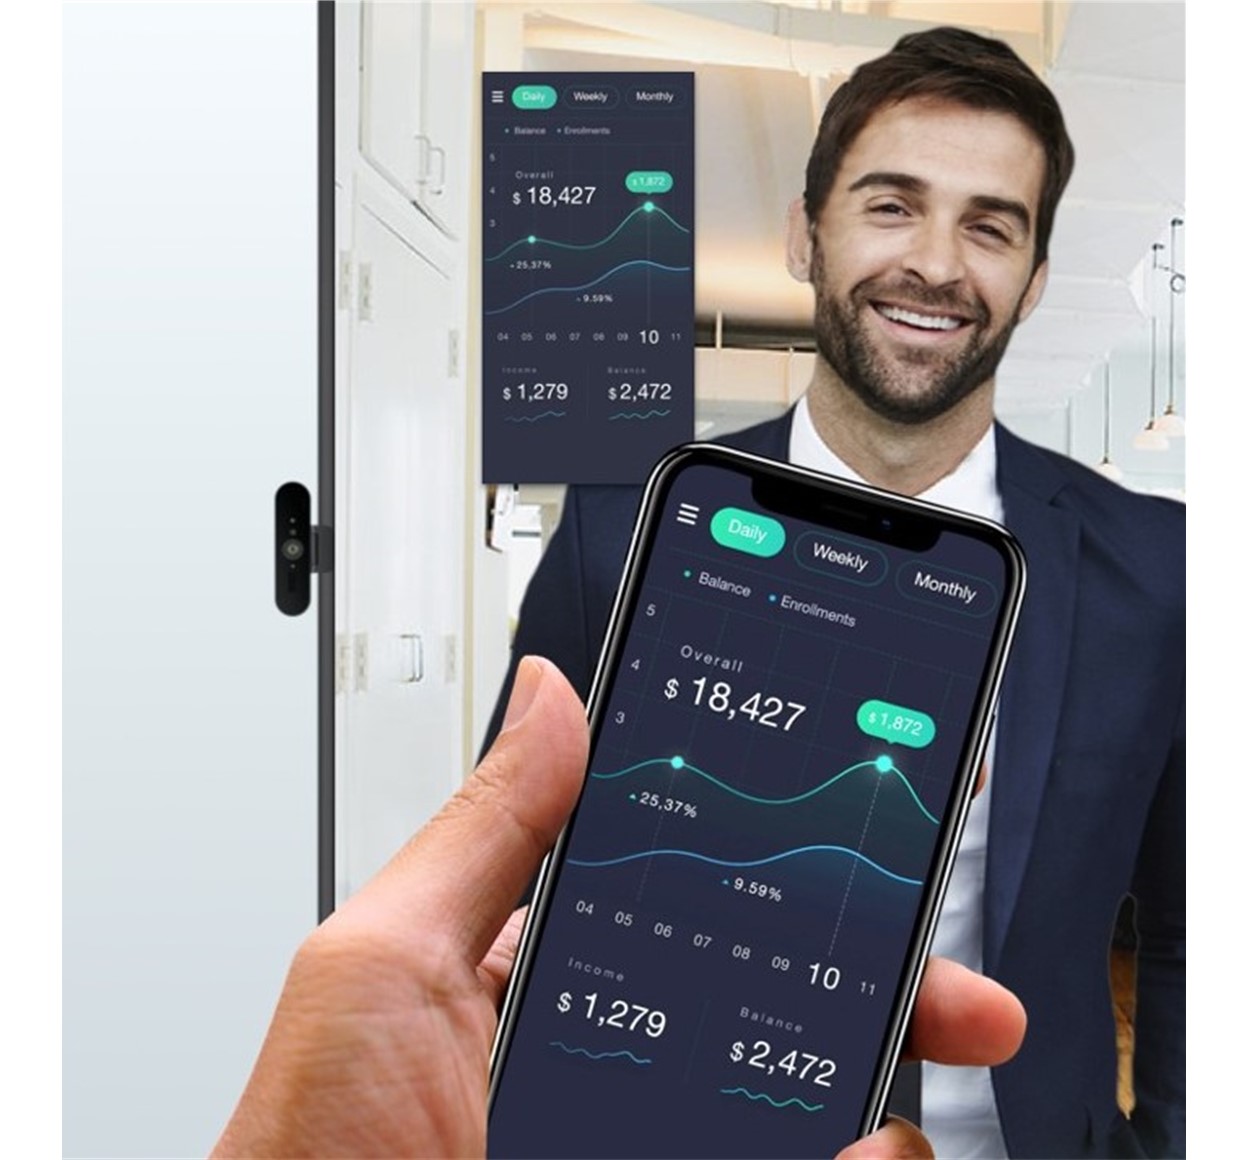 Daily Weekly Monthly
Balance Enrollments
5
Overall
4
$ 18,427
$ 1,872
3
25,37%
9.59%
04 05 06 07 08 09 10 11
Income Balance
$ 1,279 $ 2,472
Daily Weekly Monthly
Balance Enrollments
5
Overall
4
$ 18,427
$ 1,872
3
25,37%
9.59%
04 05 06 07 08 09 10 11
Income Balance
$ 1,279 $ 2,472